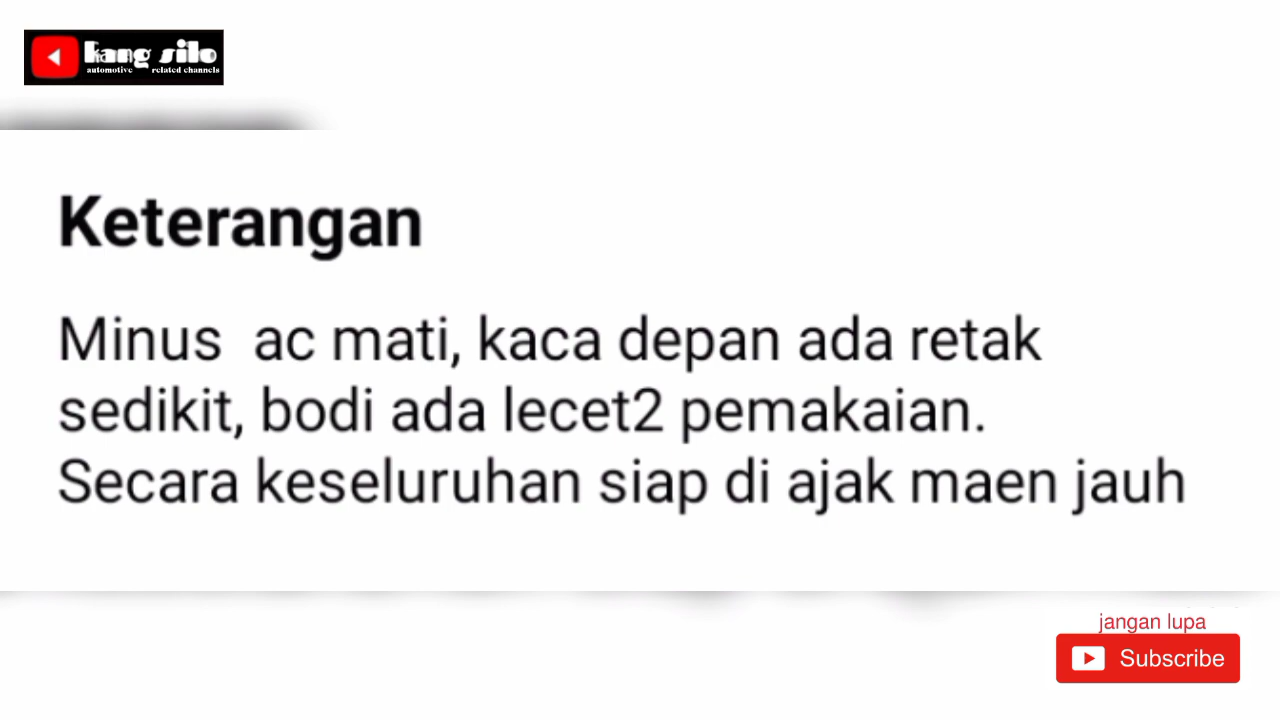 kang silo
automotive related channels
Keterangan
Minus ac mati, kaca depan ada retak
sedikit, bodi ada lecet2 pemakaian.
Secara keseluruhan siap di ajak maen jauh
jangan lupa
Subscribe